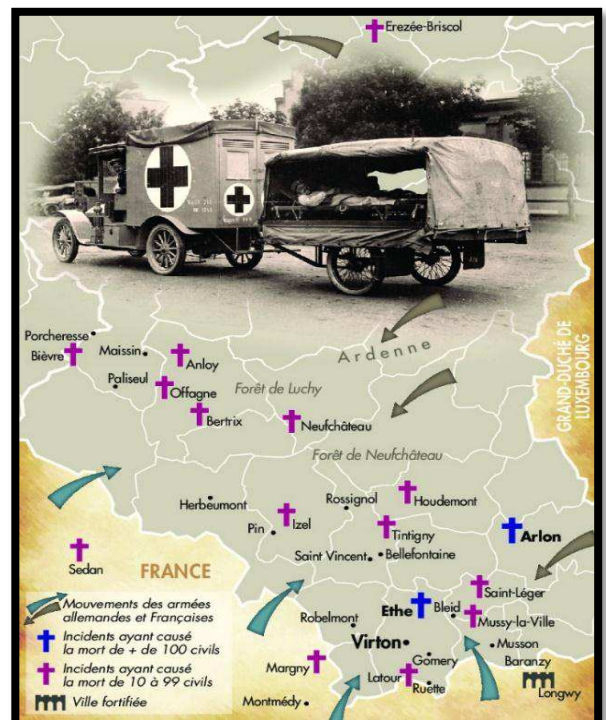 Erezée-Briscol
Ardenne
GRAND-DUCHÉ DE
LUXEMBOURG
Porcheresse
Bièvre
Maissin
Anloy
Paliseul
Offagne
Forêt de Luchy
Bertrix
Neufchâteau
Forêt de Neufchâteau
Herbeumont
Rossignol
Houdemont
Pin
Izel
Tintigny
Arlon
Saint Vincent
Bellefontaine
Sedan
FRANCE
Saint-Léger
Ethe
Bleid
Mussy-la-Ville
Robelmont
Virton
Musson
Baranzy
Gomery
Margny
Latour
Ruette
Longwy
Montmédy
Mouvements des armées
allemandes et Françaises
Incidents ayant causé
la mort de + de 100 civils
Incidents ayant causé
la mort de 10 à 99 civils
Ville fortifiée